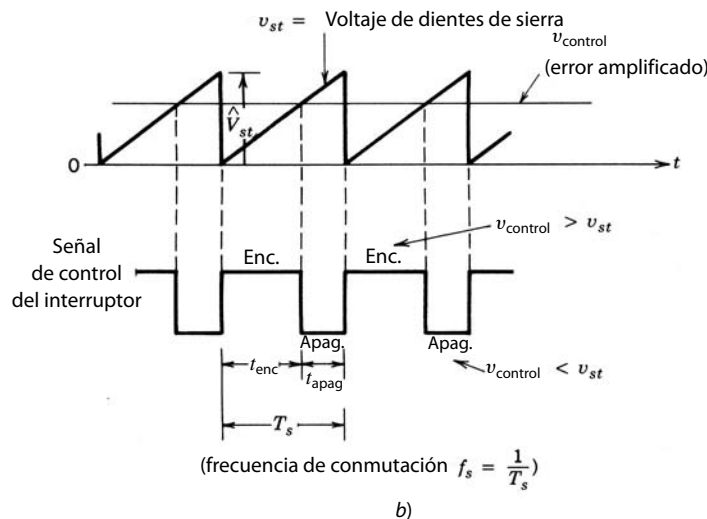 v_st = Voltaje de dientes de sierra
v_control
(error amplificado)
V̂_st
0
t
v_control > v_st
Señal
de control
del interruptor
Enc.
Enc.
Apag.
Apag.
t_enc
t_apag
v_control < v_st
T_s
(frecuencia de conmutación f_s = 1/T_s)
b)